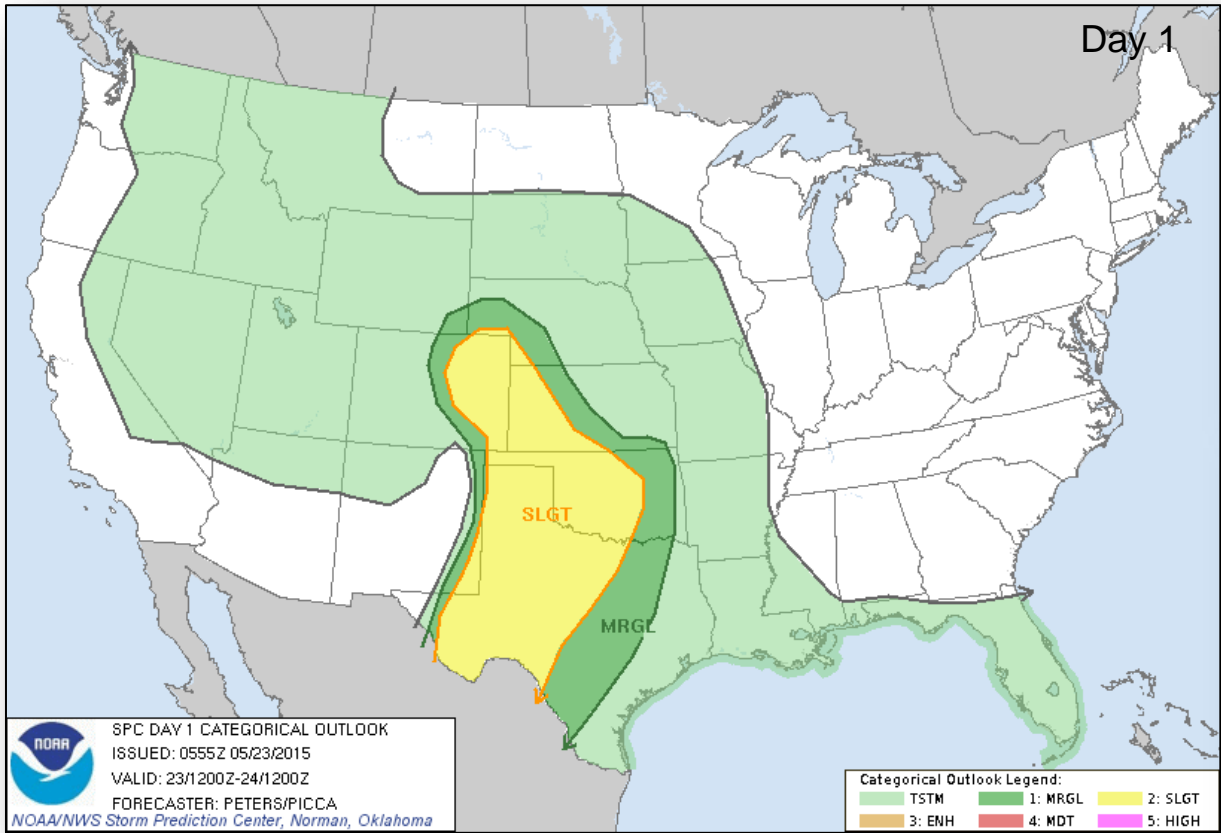 Day 1
SLGT
MRGL
NOAA
SPC DAY 1 CATEGORICAL OUTLOOK
ISSUED: 0555Z 05/23/2015
VALID: 23/1200Z-24/1200Z
FORECASTER: PETERS/PICCA
NOAA/NWS Storm Prediction Center, Norman, Oklahoma
Categorical Outlook Legend:
TSTM 1: MRGL 2: SLGT
3: ENH 4: MDT 5: HIGH